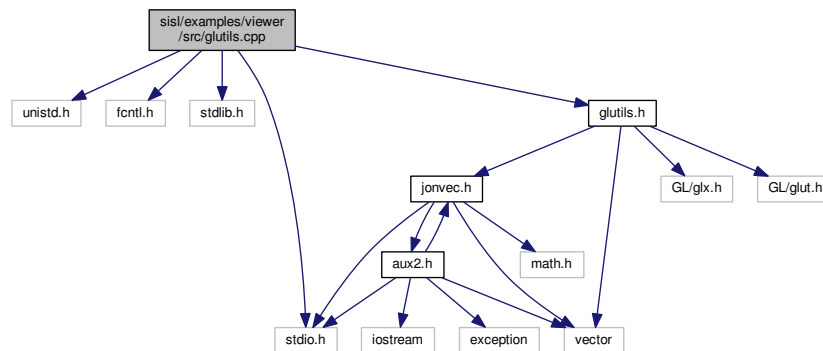 sisl/examples/viewer
/src/glutils.cpp
unistd.h
fcntl.h
stdlib.h
glutils.h
jonvec.h
GL/glx.h
GL/glut.h
aux2.h
math.h
stdio.h
iostream
exception
vector